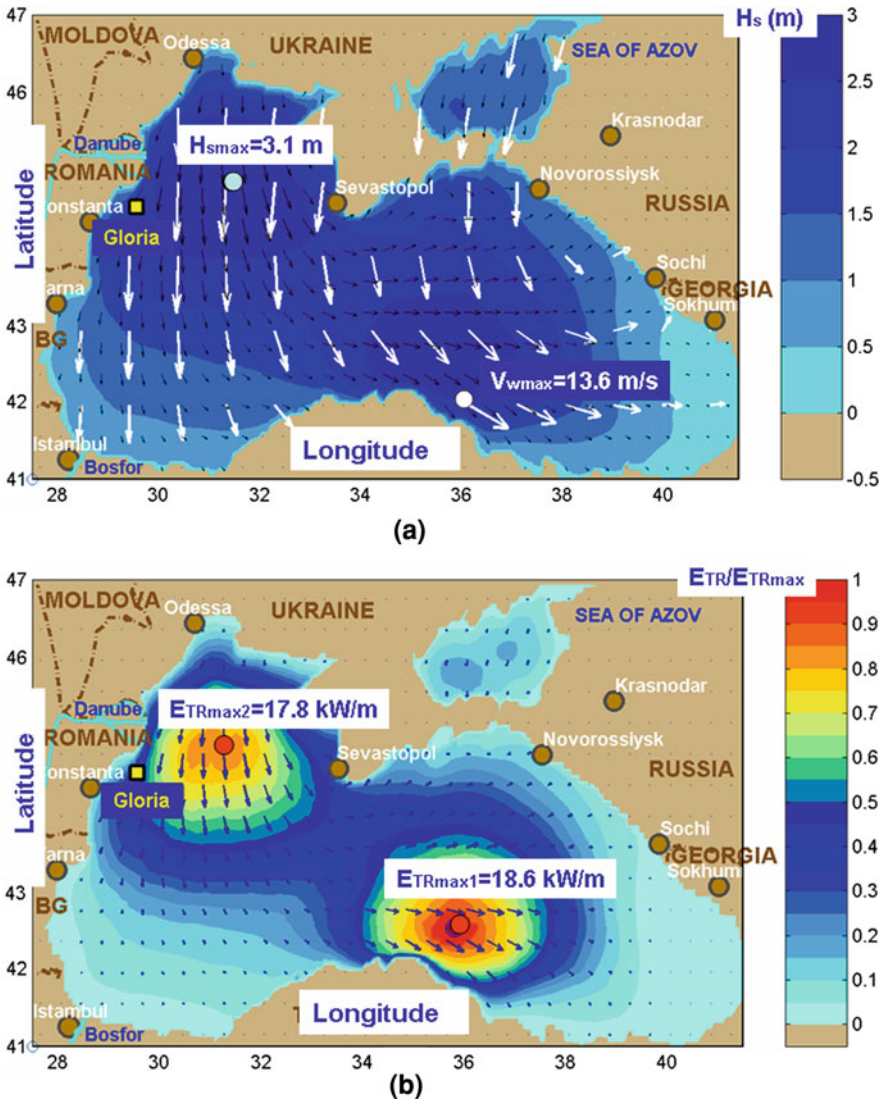 47
MOLDOVA
Odessa
UKRAINE
SEA OF AZOV
Hs (m)
3
46
2.5
Krasnodar
Danube
Hsmax=3.1 m
2
ROMANIA
Sevastopol
Novorossiysk
Latitude
onstanta
RUSSIA
1.5
Gloria
Sochi
1
arna
GEORGIA
Sokhum
43
0.5
BG
Vwmax=13.6 m/s
42
0
Istambul
Longitude
Bosfor
41
-0.5
28
30
32
34
36
38
40
(a)
47
MOLDOVA
Odessa
UKRAINE
SEA OF AZOV
ETR/ETRmax
1
46
0.9
Krasnodar
0.8
Danube
ETRmax2=17.8 kW/m
ROMANIA
Sevastopol
Novorossiysk
0.7
Latitude
onstanta
RUSSIA
0.6
Gloria
0.5
Sochi
GEORGIA
0.4
arna
ETRmax1=18.6 kW/m
Sokhum
43
0.3
BG
0.2
42
0.1
Istambul
Longitude
0
Bosfor
41
28
30
32
34
36
38
40
(b)